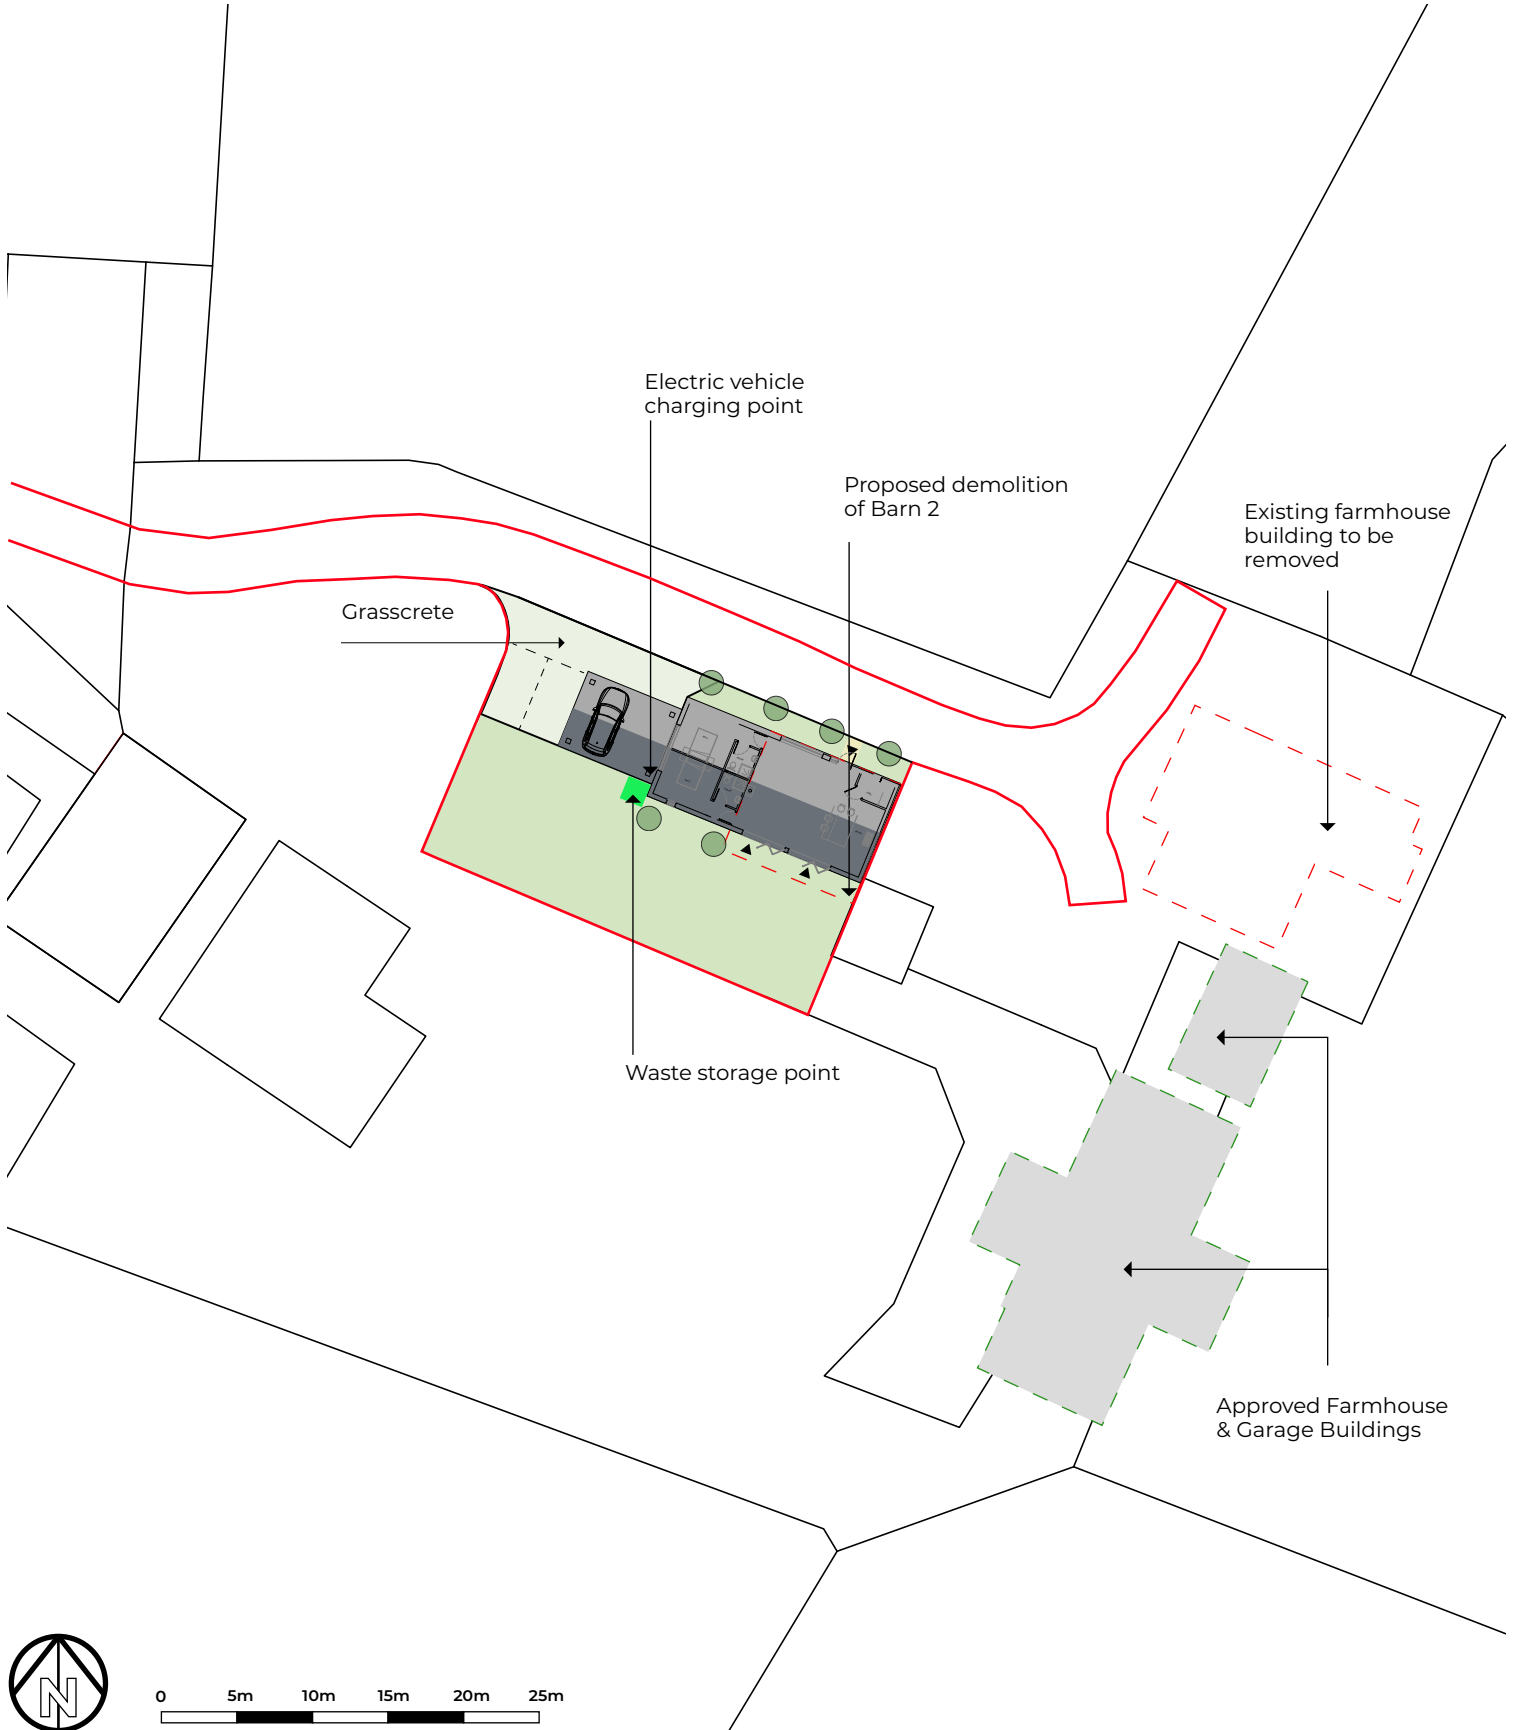 Electric vehicle
charging point
Proposed demolition
of Barn 2
Existing farmhouse
building to be
removed
Grasscrete
Waste storage point
Approved Farmhouse
& Garage Buildings
N
0 5m 10m 15m 20m 25m